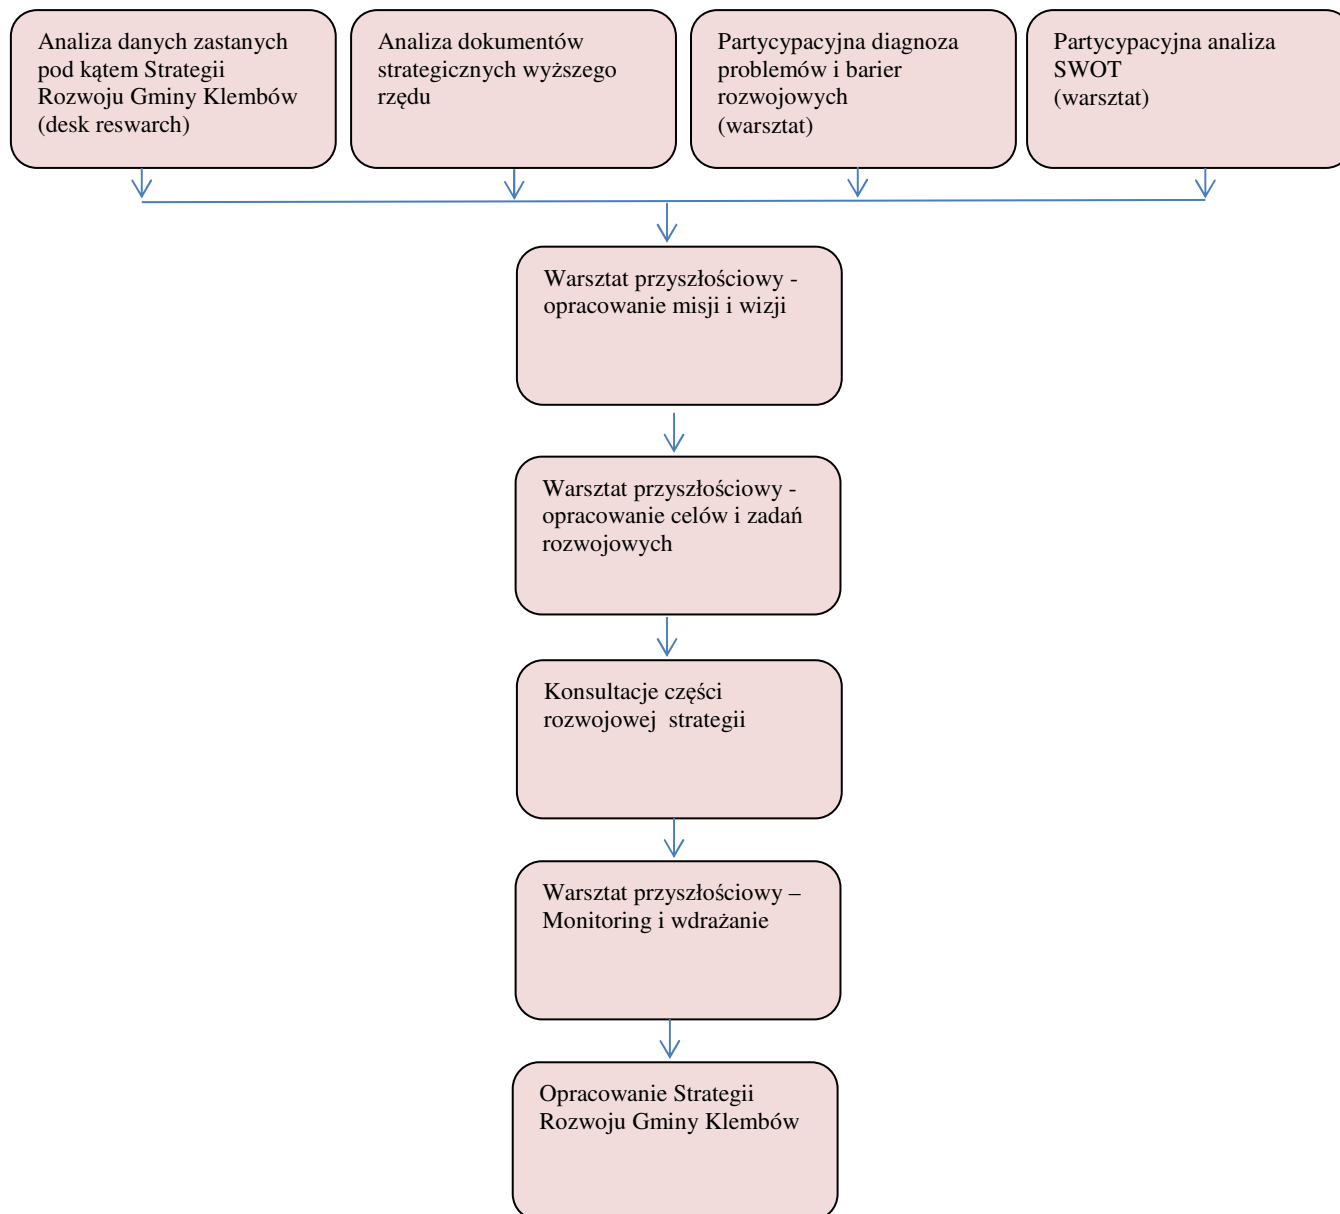 Analiza danych zastanych
pod kątem Strategii
Rozwoju Gminy Klembów
(desk reswarch)
Analiza dokumentów
strategicznych wyższego
rzędu
Partycypacyjna diagnoza
problemów i barier
rozwojowych
(warsztat)
Partycypacyjna analiza
SWOT
(warsztat)
Warsztat przyszłościowy -
opracowanie misji i wizji
Warsztat przyszłościowy -
opracowanie celów i zadań
rozwojowych
Konsultacje części
rozwojowej  strategii
Warsztat przyszłościowy –
Monitoring i wdrażanie
Opracowanie Strategii
Rozwoju Gminy Klembów